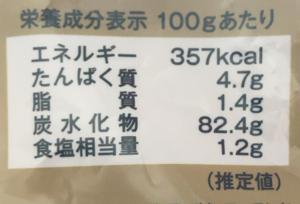 栄養成分表示 100gあたり
エネルギー 357kcal
たんぱく質 4.7g
脂質 1.4g
炭水化物 82.4g
食塩相当量 1.2g
(推定値)